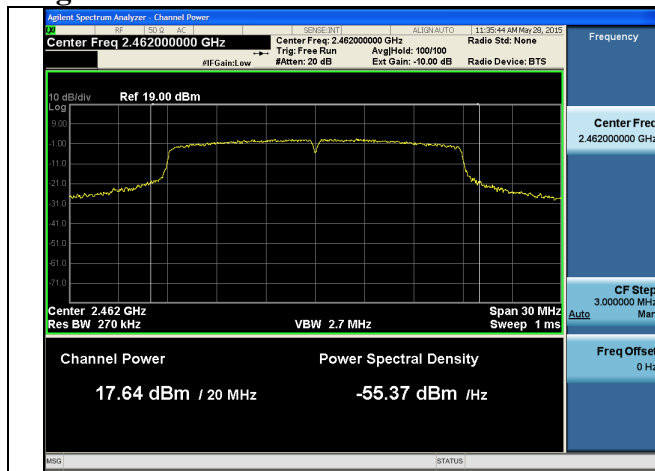 Agilent Spectrum Analyzer - Channel Power
RF 50 Ω AC SENSE:INT ALIGNAUTO 11:35:44 AM May 28, 2015
Center Freq 2.462000000 GHz
Center Freq: 2.462000000 GHz Radio Std: None
Trig: Free Run Avg|Hold: 100/100
#IFGain:Low #Atten: 20 dB Ext Gain: -10.00 dB Radio Device: BTS
Frequency
10 dB/div Ref 19.00 dBm
Log
9.00
-1.00
-11.0
-21.0
-31.0
-41.0
-51.0
-61.0
-71.0
Center Freq
2.462000000 GHz
Center 2.462 GHz Span 30 MHz
Res BW 270 kHz VBW 2.7 MHz Sweep 1 ms
CF Step
3.000000 MHz
Auto Man
Channel Power Power Spectral Density
17.64 dBm / 20 MHz -55.37 dBm /Hz
Freq Offset
0 Hz
MSG STATUS